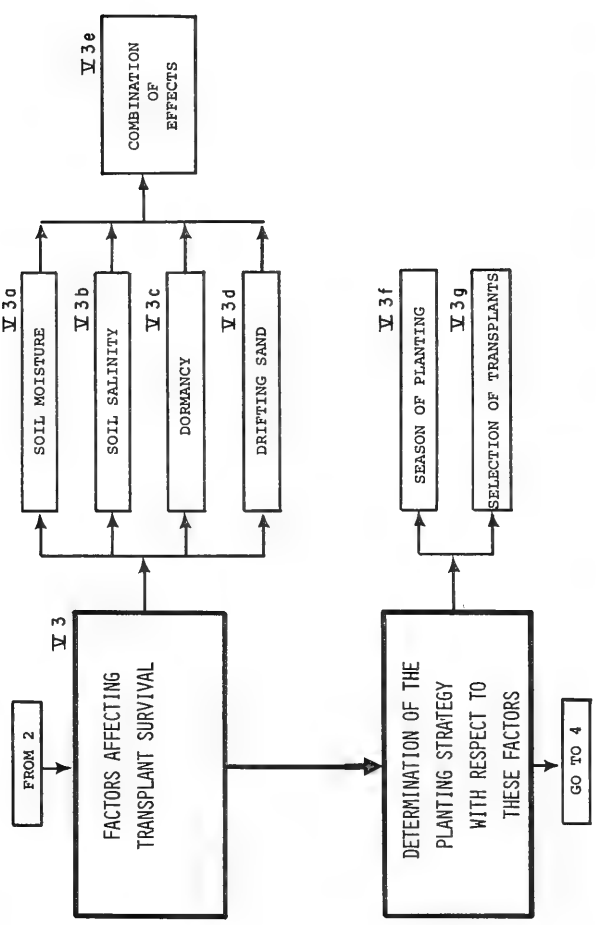 FROM 2
V 3
FACTORS AFFECTING
TRANSPLANT SURVIVAL
V 3a
SOIL MOISTURE
V 3b
SOIL SALINITY
V 3c
DORMANCY
V 3d
DRIFTING SAND
V 3e
COMBINATION
OF
EFFECTS
DETERMINATION OF THE
PLANTING STRATEGY
WITH RESPECT TO
THESE FACTORS
V 3f
SEASON OF PLANTING
V 3g
SELECTION OF TRANSPLANTS
GO TO 4